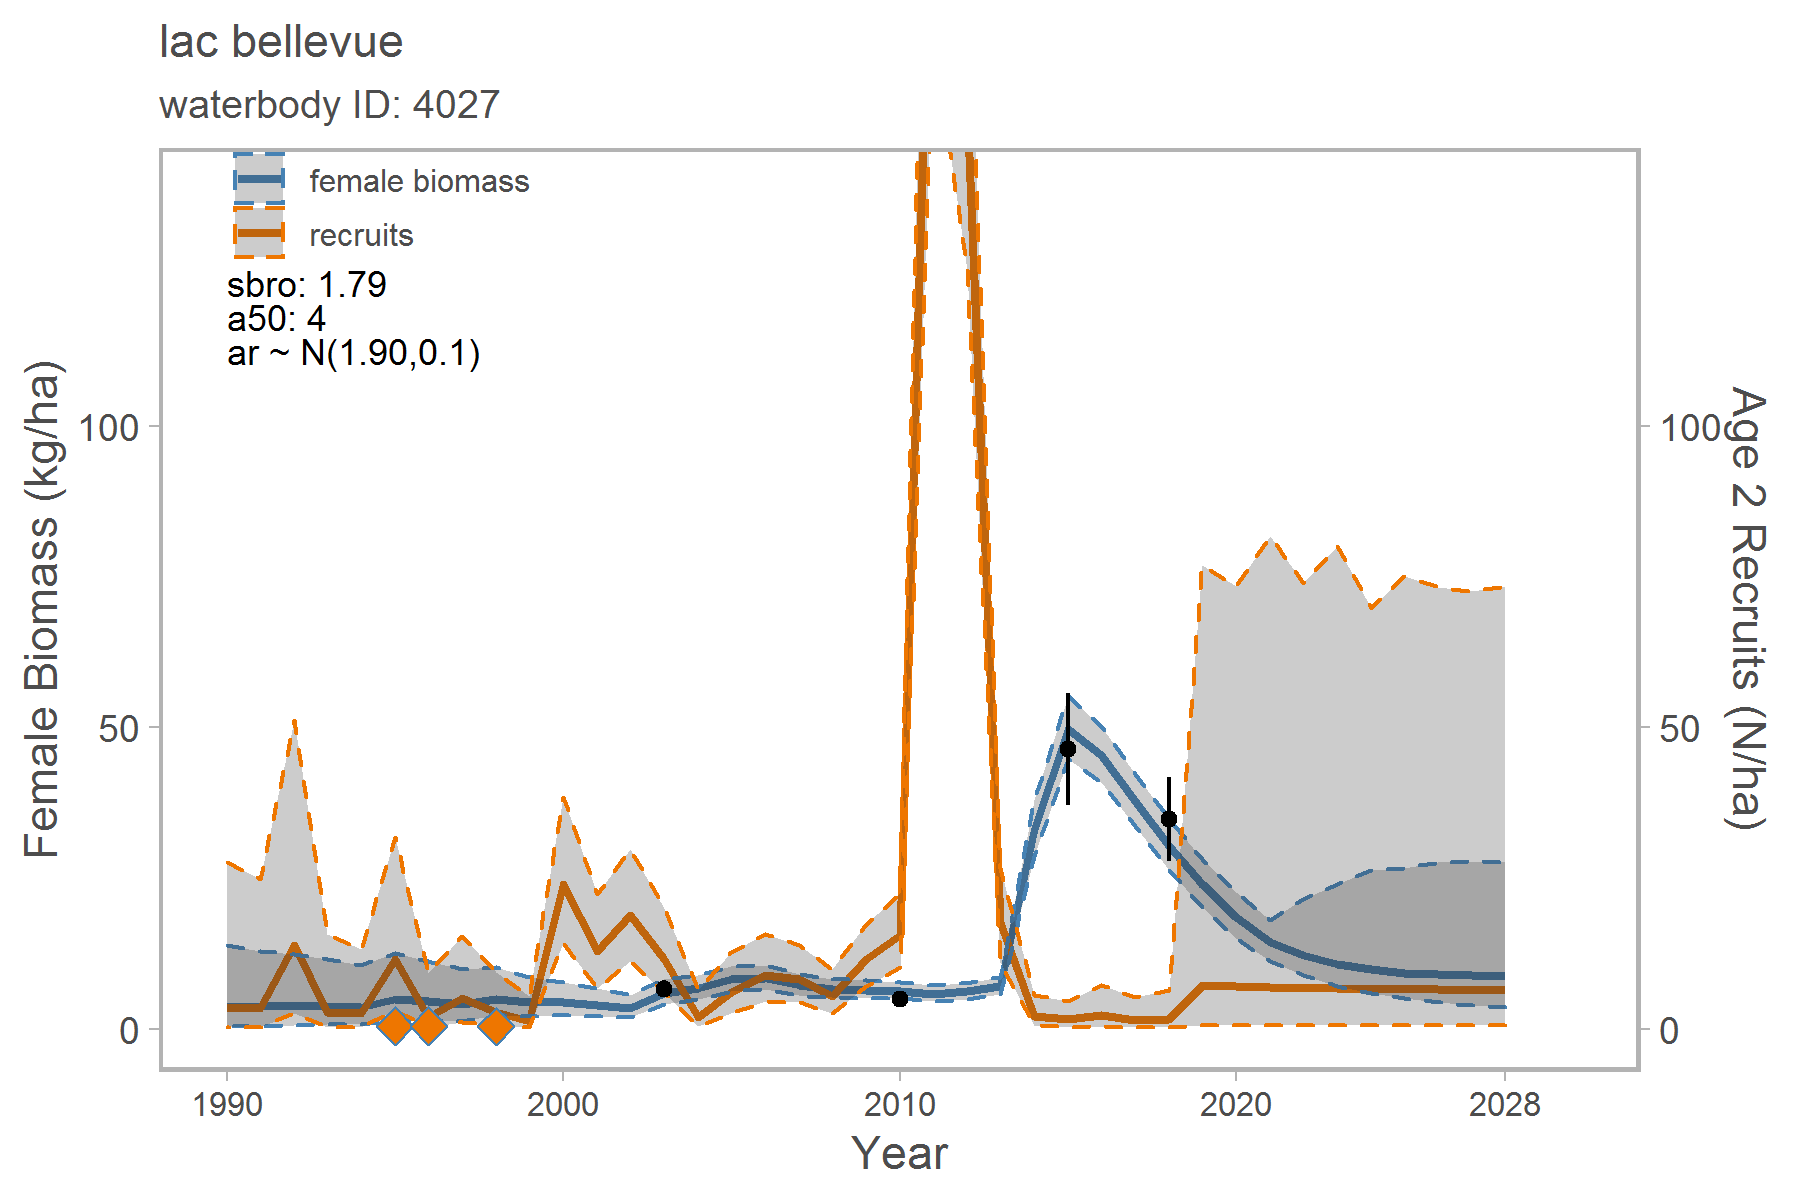 lac bellevue
waterbody ID: 4027
female biomass
recruits
sbro: 1.79
a50: 4
ar ~ N(1.90,0.1)
Female Biomass (kg/ha)
100
50
0
100
50
0
Age 2 Recruits (N/ha)
1990
2000
2010
2020
2028
Year